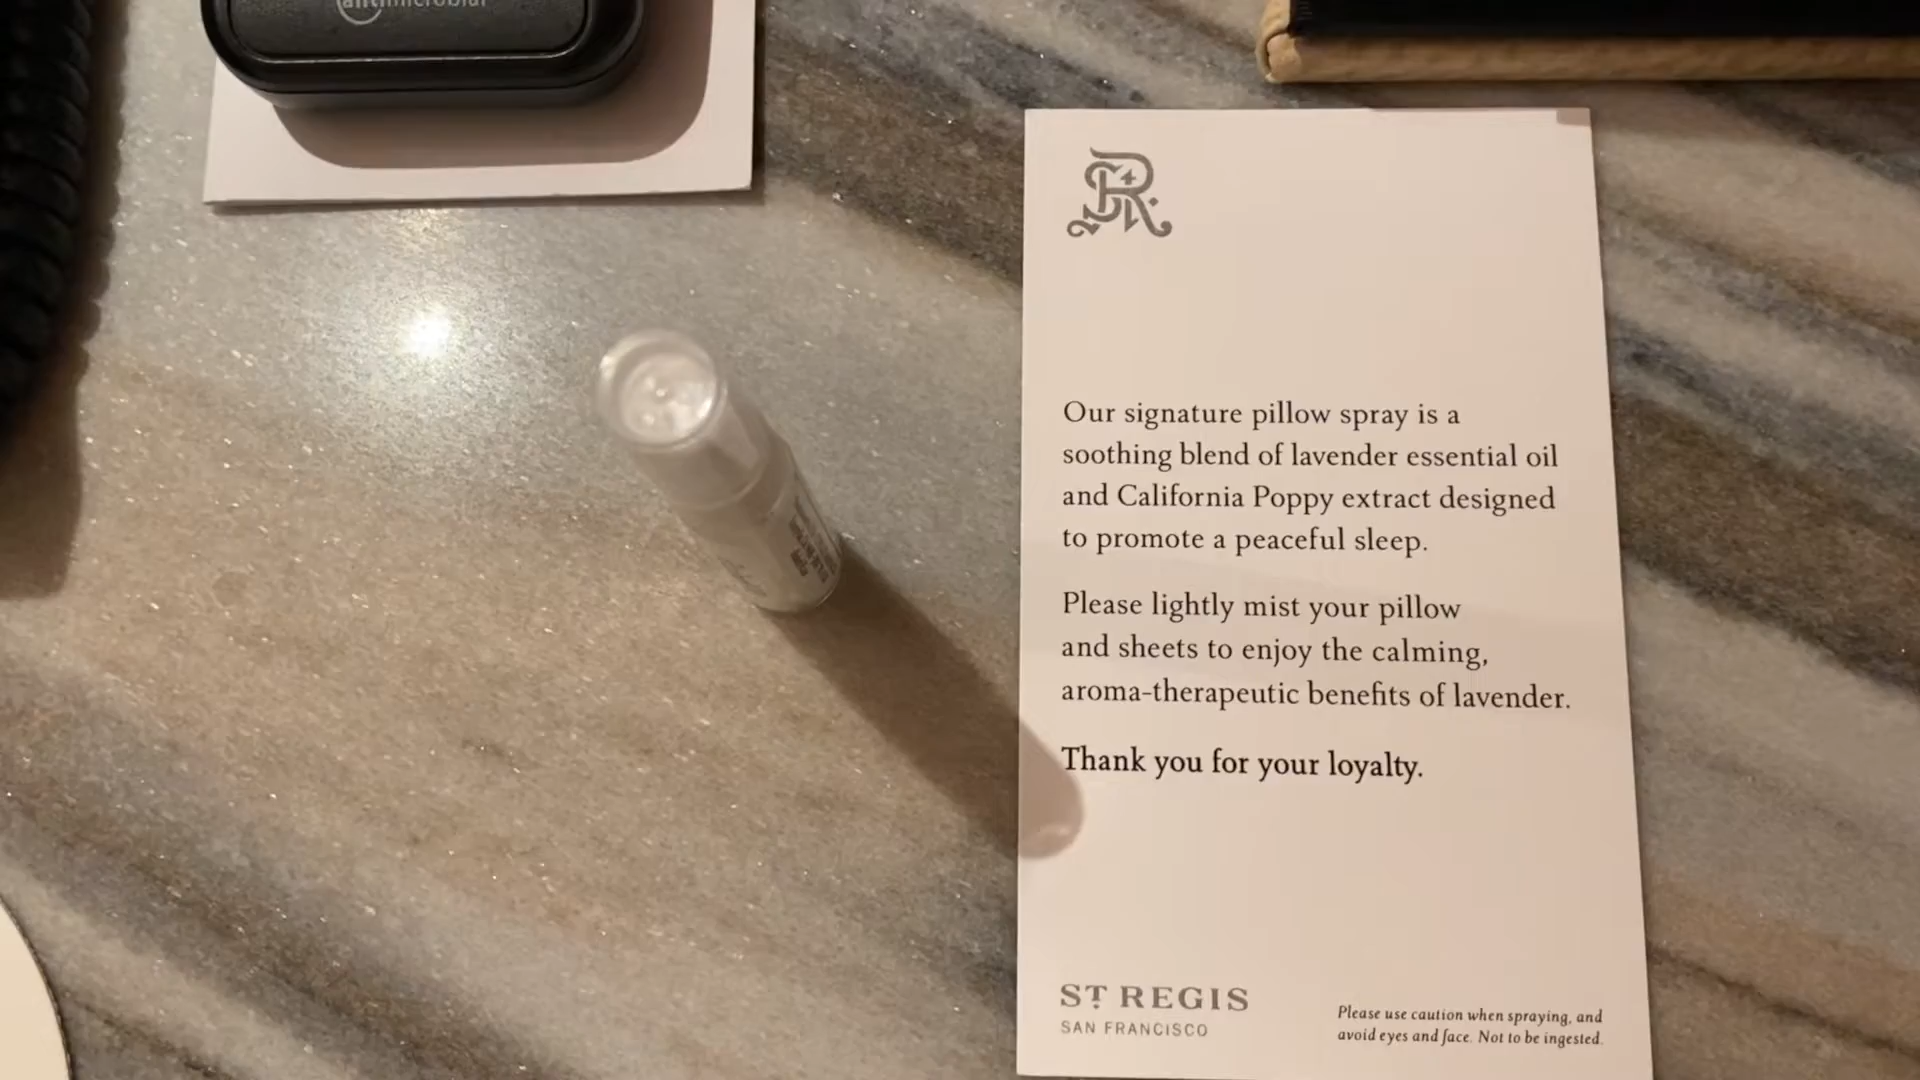 antimicrobial
Our signature pillow spray is a
soothing blend of lavender essential oil
and California Poppy extract designed
to promote a peaceful sleep.
Please lightly mist your pillow
and sheets to enjoy the calming,
aroma-therapeutic benefits of lavender.
Thank you for your loyalty.
ST REGIS
SAN FRANCISCO
Please use caution when spraying, and
avoid eyes and face. Not to be ingested.